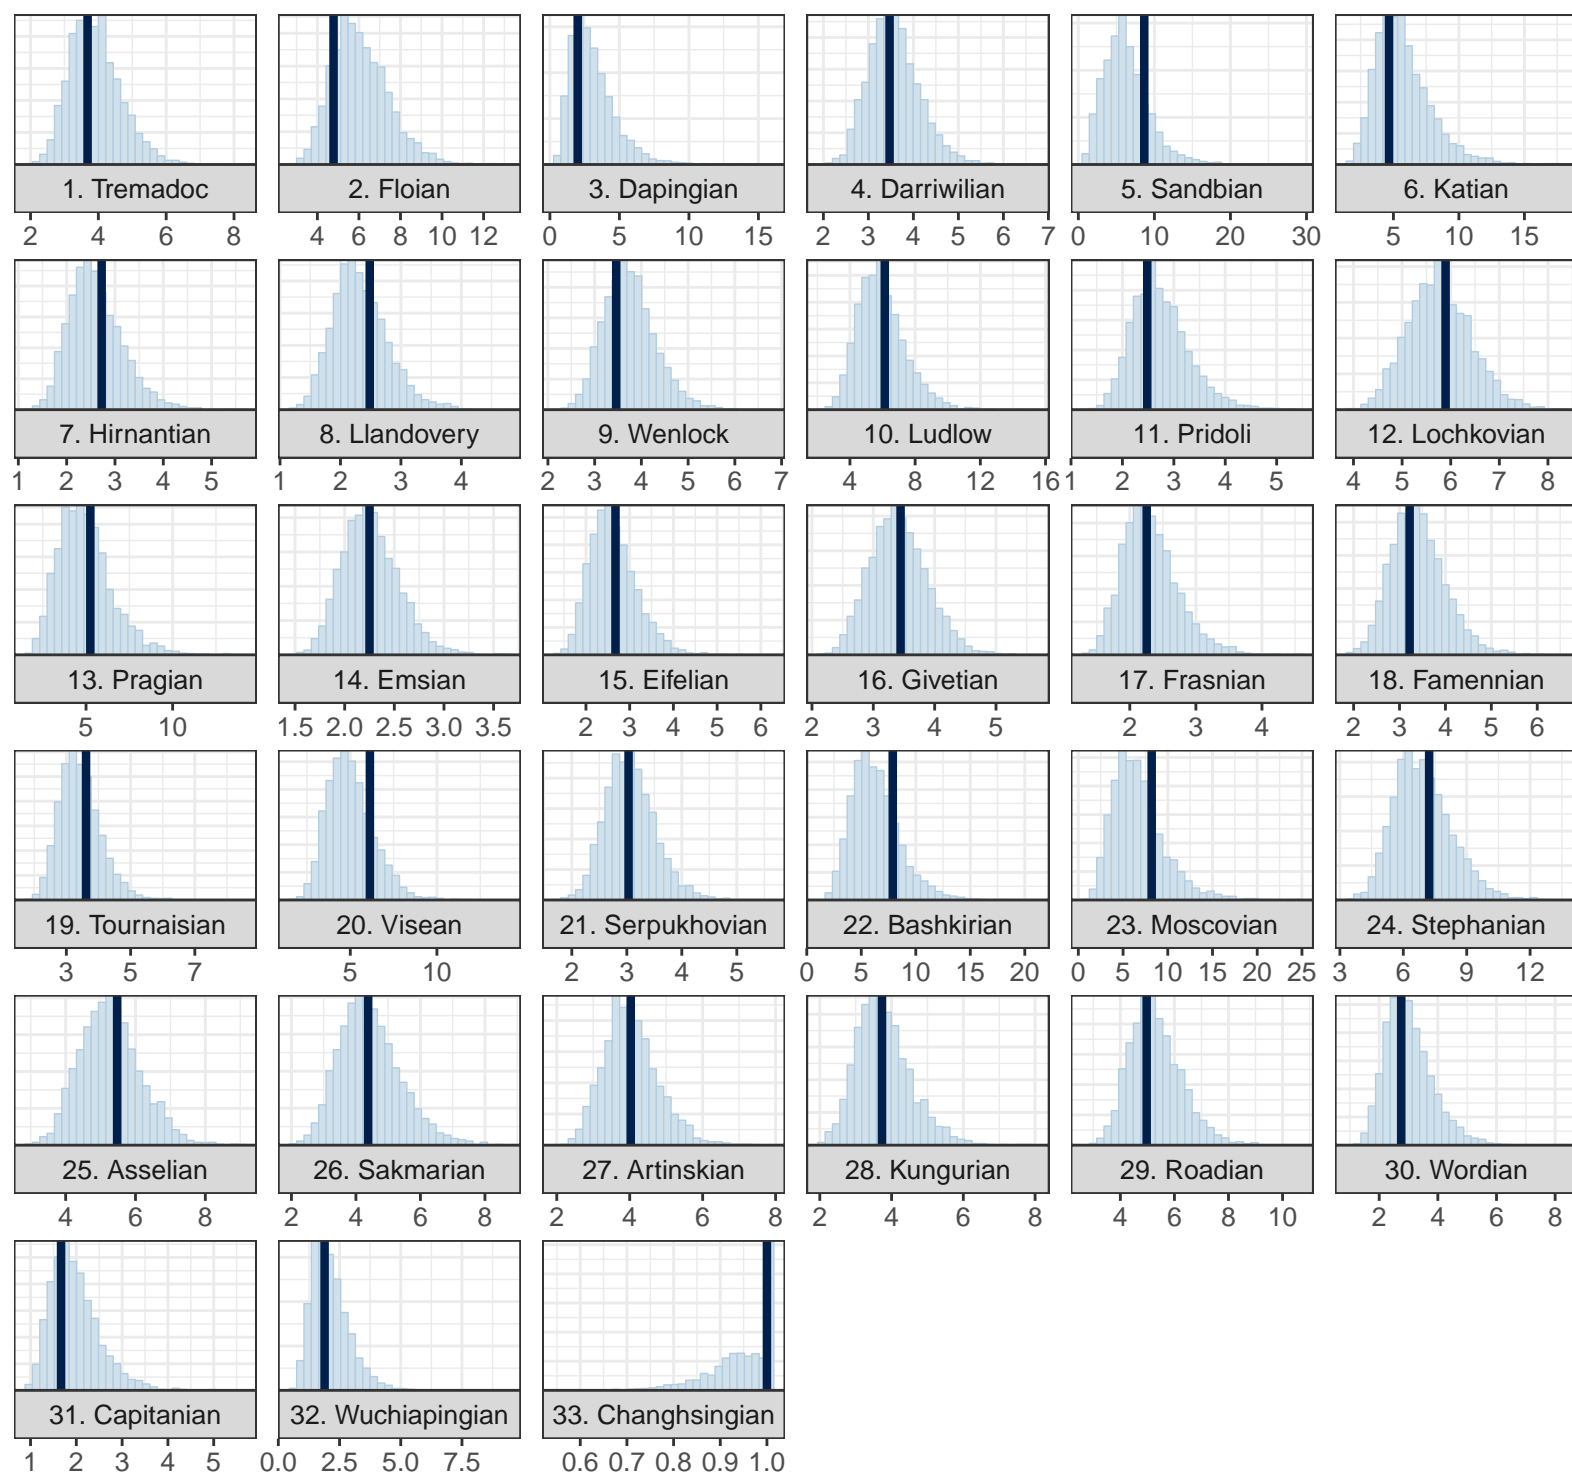 1. Tremadoc 2. Floian 3. Dapingian 4. Darriwilian 5. Sandbian 6. Katian
2 4 6 8 4 6 8 10 12 0 5 10 15 2 3 4 5 6 7 0 10 20 30 5 10 15
7. Hirnantian 8. Llandovery 9. Wenlock 10. Ludlow 11. Pridoli 12. Lochkovian
1 2 3 4 5 1 2 3 4 2 3 4 5 6 7 4 8 12 16 1 2 3 4 5 4 5 6 7 8
13. Pragian 14. Emsian 15. Eifelian 16. Givetian 17. Frasnian 18. Famennian
5 10 1.5 2.0 2.5 3.0 3.5 2 3 4 5 6 2 3 4 5 2 3 4 2 3 4 5 6
19. Tournaisian 20. Visean 21. Serpukhovian 22. Bashkirian 23. Moscovian 24. Stephanian
3 5 7 5 10 2 3 4 5 0 5 10 15 20 0 5 10 15 20 25 3 6 9 12
25. Asselian 26. Sakmarian 27. Artinskian 28. Kungurian 29. Roadian 30. Wordian
4 6 8 2 4 6 8 2 4 6 8 2 4 6 8 4 6 8 10 2 4 6 8
31. Capitanian 32. Wuchiapingian 33. Changhsingian
1 2 3 4 5 0.0 2.5 5.0 7.5 0.6 0.7 0.8 0.9 1.0